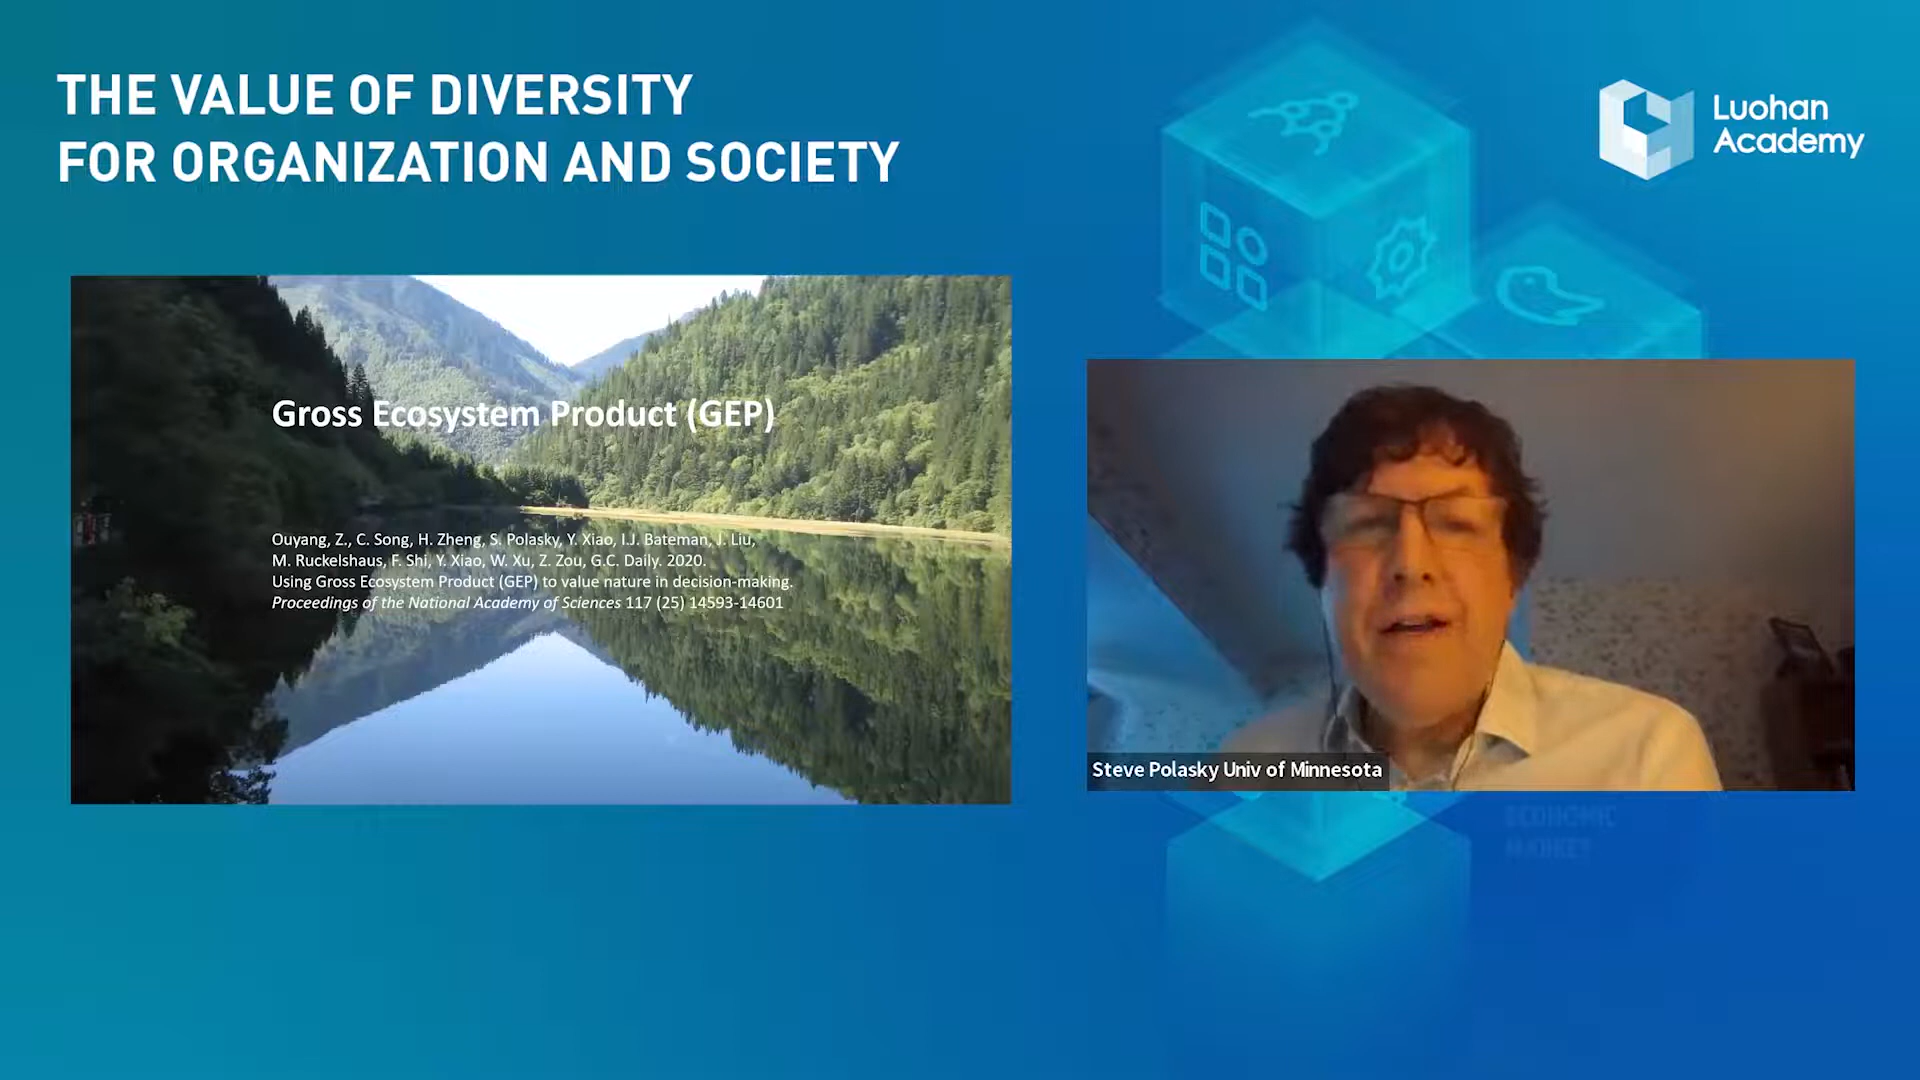 THE VALUE OF DIVERSITY
FOR ORGANIZATION AND SOCIETY
Luohan
Academy
Gross Ecosystem Product (GEP)
Ouyang, Z., C. Song, H. Zheng, S. Polasky, Y. Xiao, I.J. Bateman, J. Liu,
M. Ruckelshaus, F. Shi, Y. Xiao, W. Xu, Z. Zou, G.C. Daily. 2020.
Using Gross Ecosystem Product (GEP) to value nature in decision-making.
Proceedings of the National Academy of Sciences 117 (25) 14593-14601
Steve Polasky Univ of Minnesota
ECONOMIC
MARKET